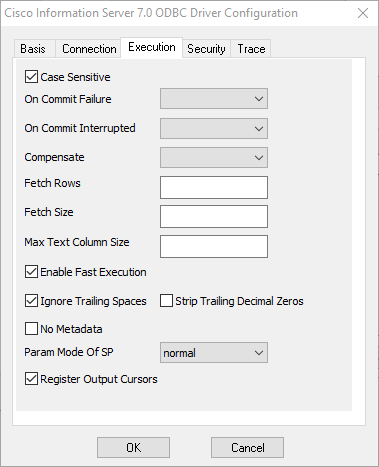 Cisco Information Server 7.0 ODBC Driver Configuration
Basis Connection Execution Security Trace
Case Sensitive
On Commit Failure
On Commit Interrupted
Compensate
Fetch Rows
Fetch Size
Max Text Column Size
Enable Fast Execution
Ignore Trailing Spaces Strip Trailing Decimal Zeros
No Metadata
Param Mode Of SP normal
Register Output Cursors
OK Cancel